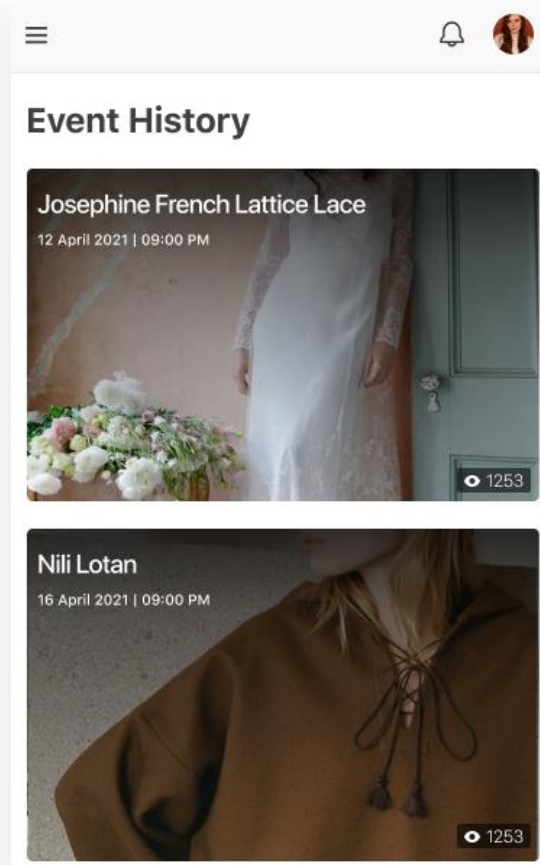 Event History
Josephine French Lattice Lace
12 April 2021 | 09:00 PM
1253
Nili Lotan
16 April 2021 | 09:00 PM
1253